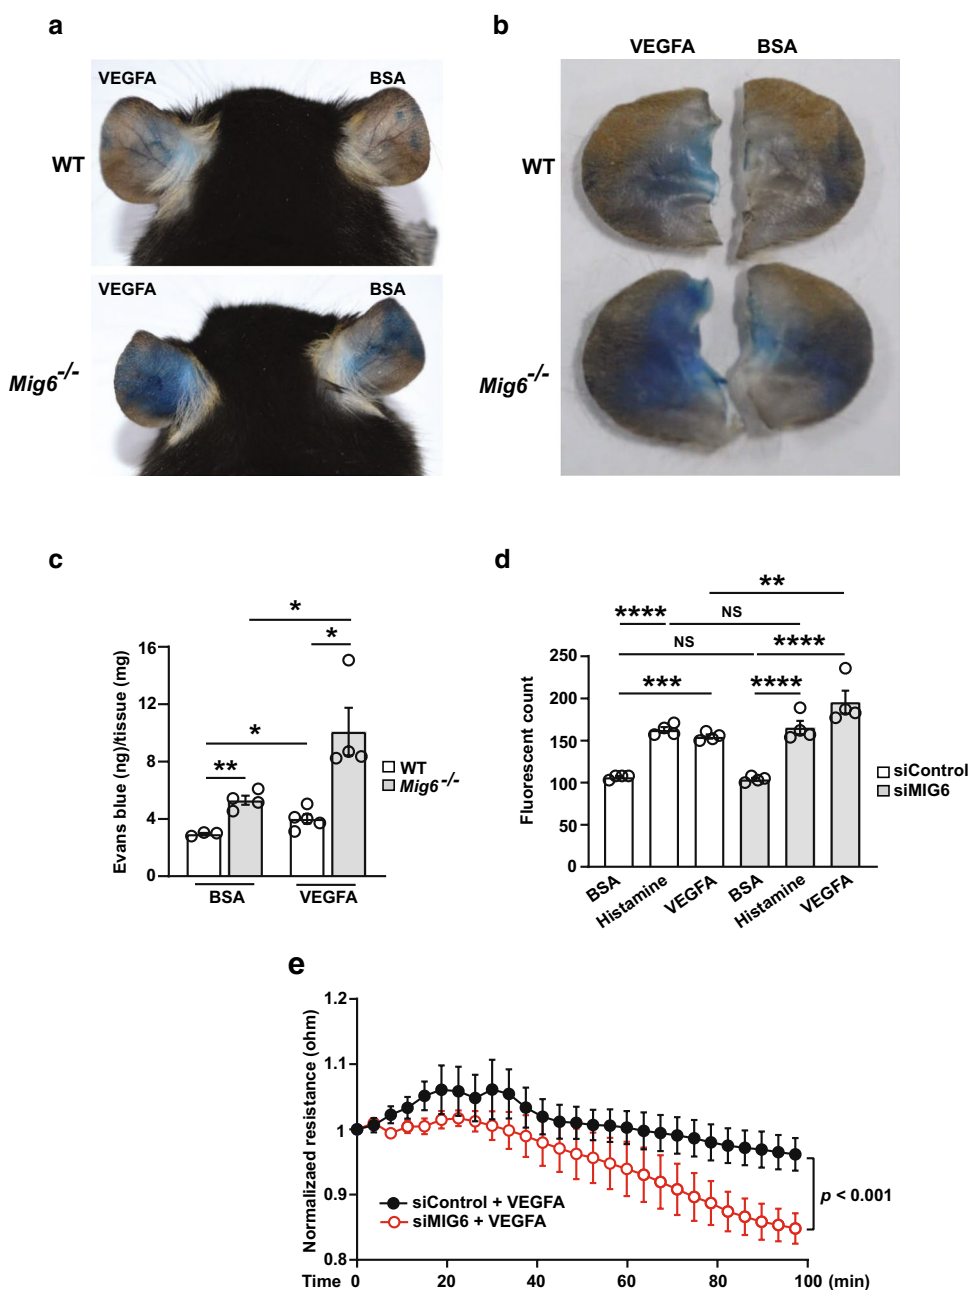 a
VEGFA
BSA
WT
VEGFA
BSA
Mig6-/-
b
VEGFA BSA
WT
Mig6-/-
c
*
*
*
**
Evans blue (ng)/tissue (mg)
16
12
8
4
0
BSA
VEGFA
WT
Mig6-/-
d
**
****
NS
NS
****
***
****
Fluorescent count
250
200
150
100
50
0
BSA
Histamine
VEGFA
BSA
Histamine
VEGFA
siControl
siMIG6
e
Normalizaed resistance (ohm)
1.2
1.1
1
0.9
0.8
siControl + VEGFA
siMIG6 + VEGFA
p < 0.001
Time 0 20 40 60 80 100 (min)